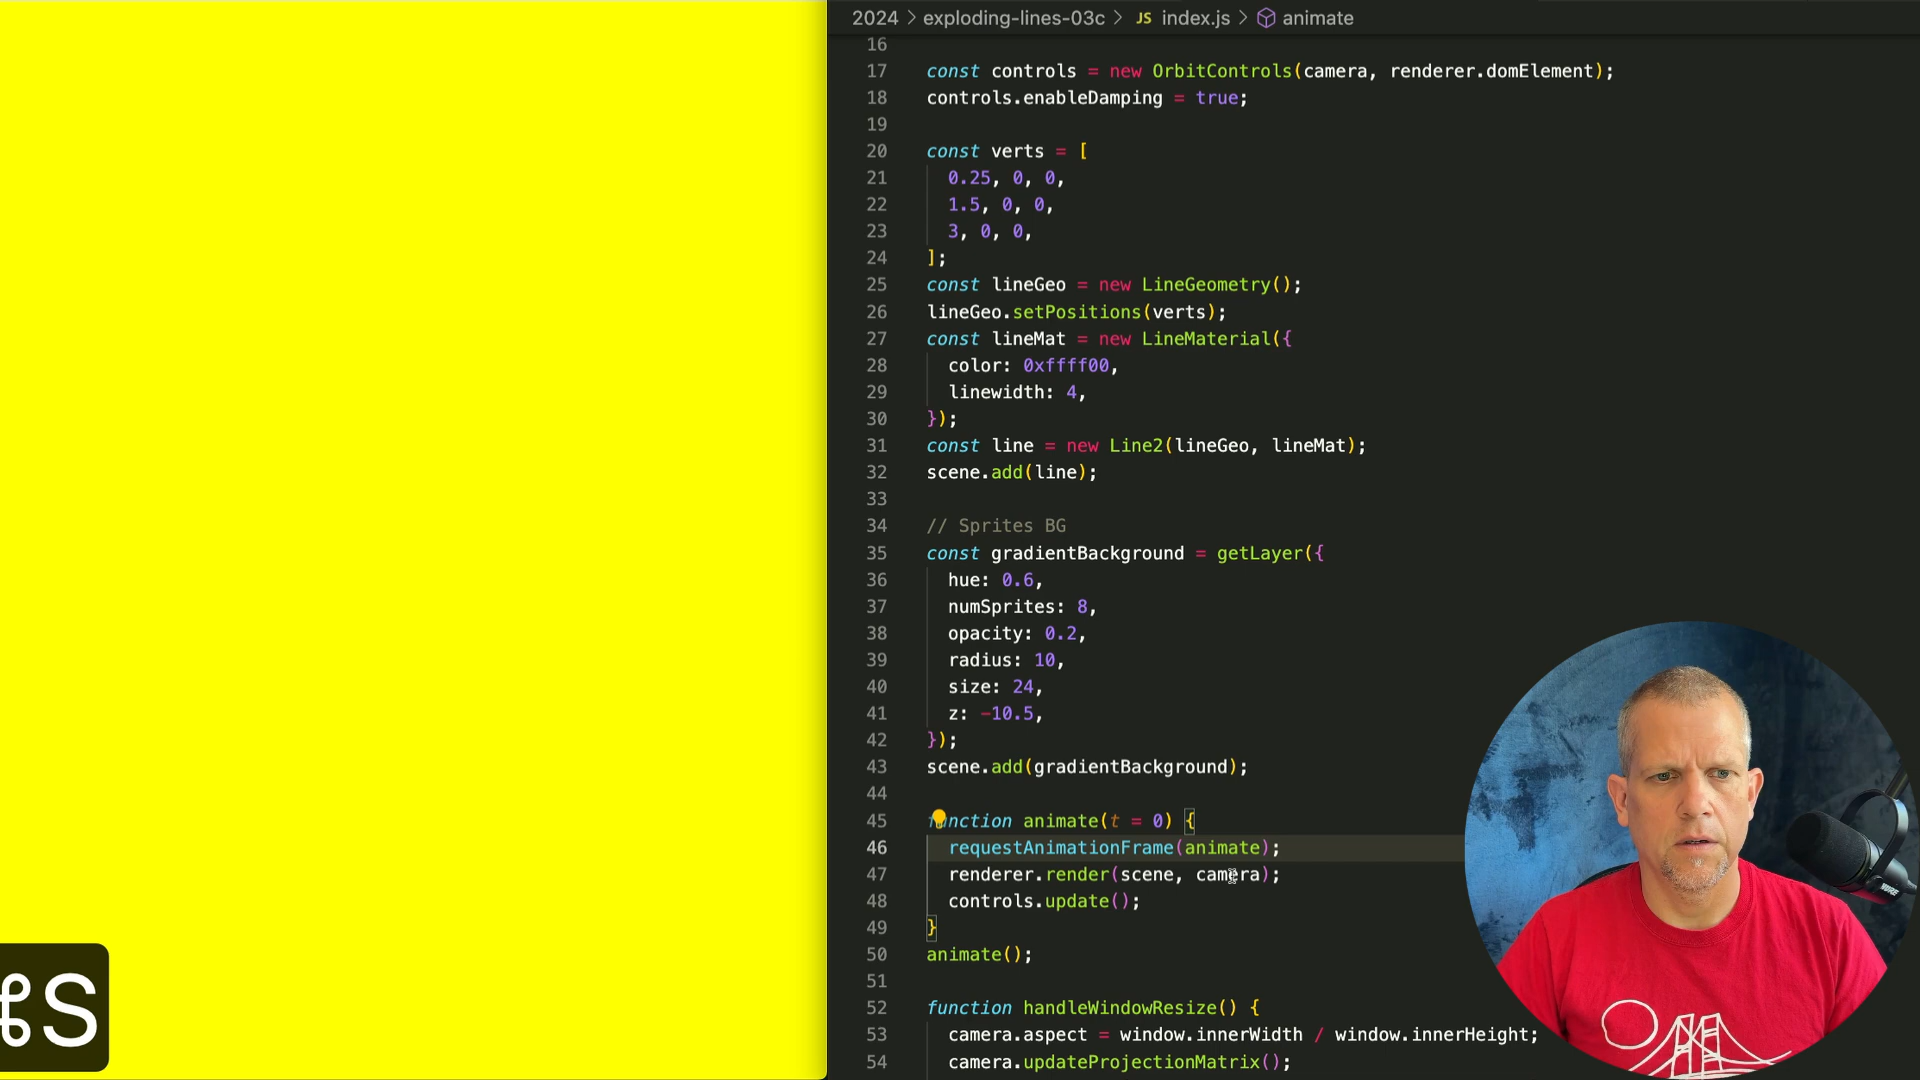 2024 > exploding-lines-03c > JS index.js > animate
16
17 const controls = new OrbitControls(camera, renderer.domElement);
18 controls.enableDamping = true;
19
20 const verts = [
21 0.25, 0, 0,
22 1.5, 0, 0,
23 3, 0, 0,
24 ];
25 const lineGeo = new LineGeometry();
26 lineGeo.setPositions(verts);
27 const lineMat = new LineMaterial({
28 color: 0xffff00,
29 linewidth: 4,
30 });
31 const line = new Line2(lineGeo, lineMat);
32 scene.add(line);
33
34 // Sprites BG
35 const gradientBackground = getLayer({
36 hue: 0.6,
37 numSprites: 8,
38 opacity: 0.2,
39 radius: 10,
40 size: 24,
41 z: -10.5,
42 });
43 scene.add(gradientBackground);
44
45 function animate(t = 0) {
46 requestAnimationFrame(animate);
47 renderer.render(scene, camera);
48 controls.update();
49 }
50 animate();
51
52 function handleWindowResize() {
53 camera.aspect = window.innerWidth / window.innerHeight;
54 camera.updateProjectionMatrix();
⌘S